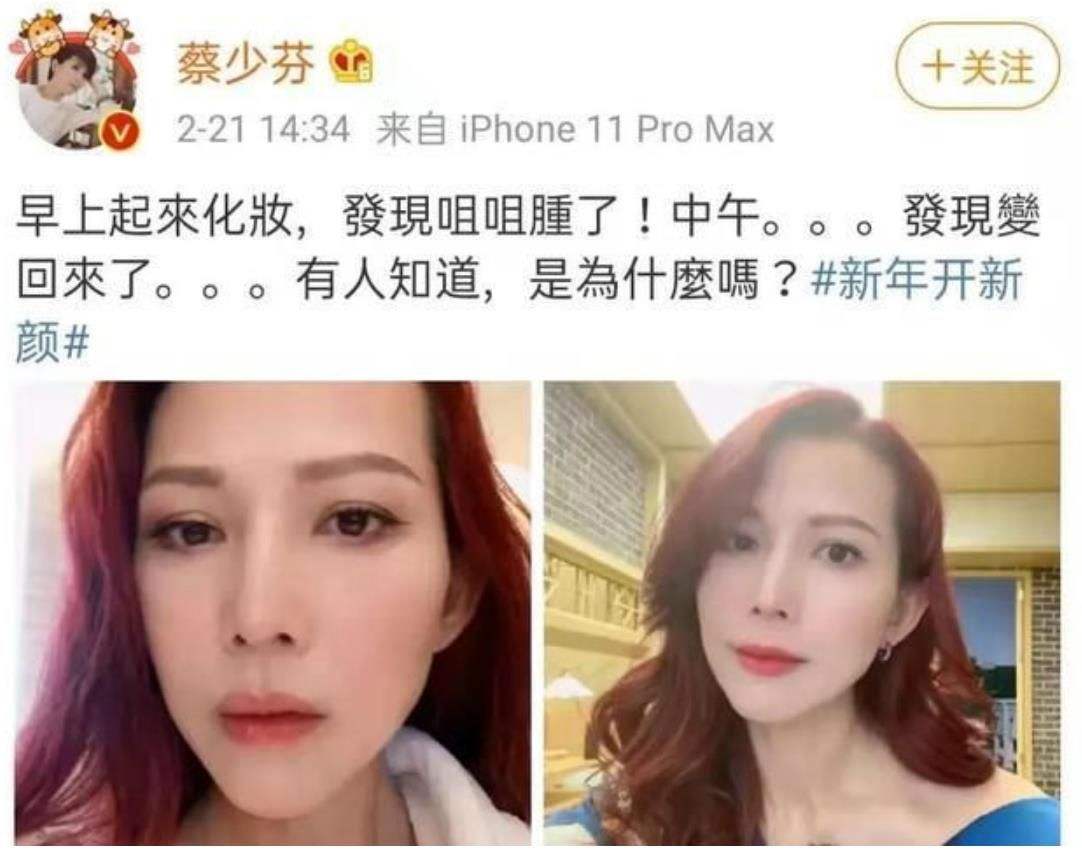 蔡少芬
+关注
2-21 14:34 来自 iPhone 11 Pro Max
早上起來化妝，發現咀咀腫了！中午。。。發現變
回來了。。。有人知道，是為什麼嗎？#新年开新
颜#